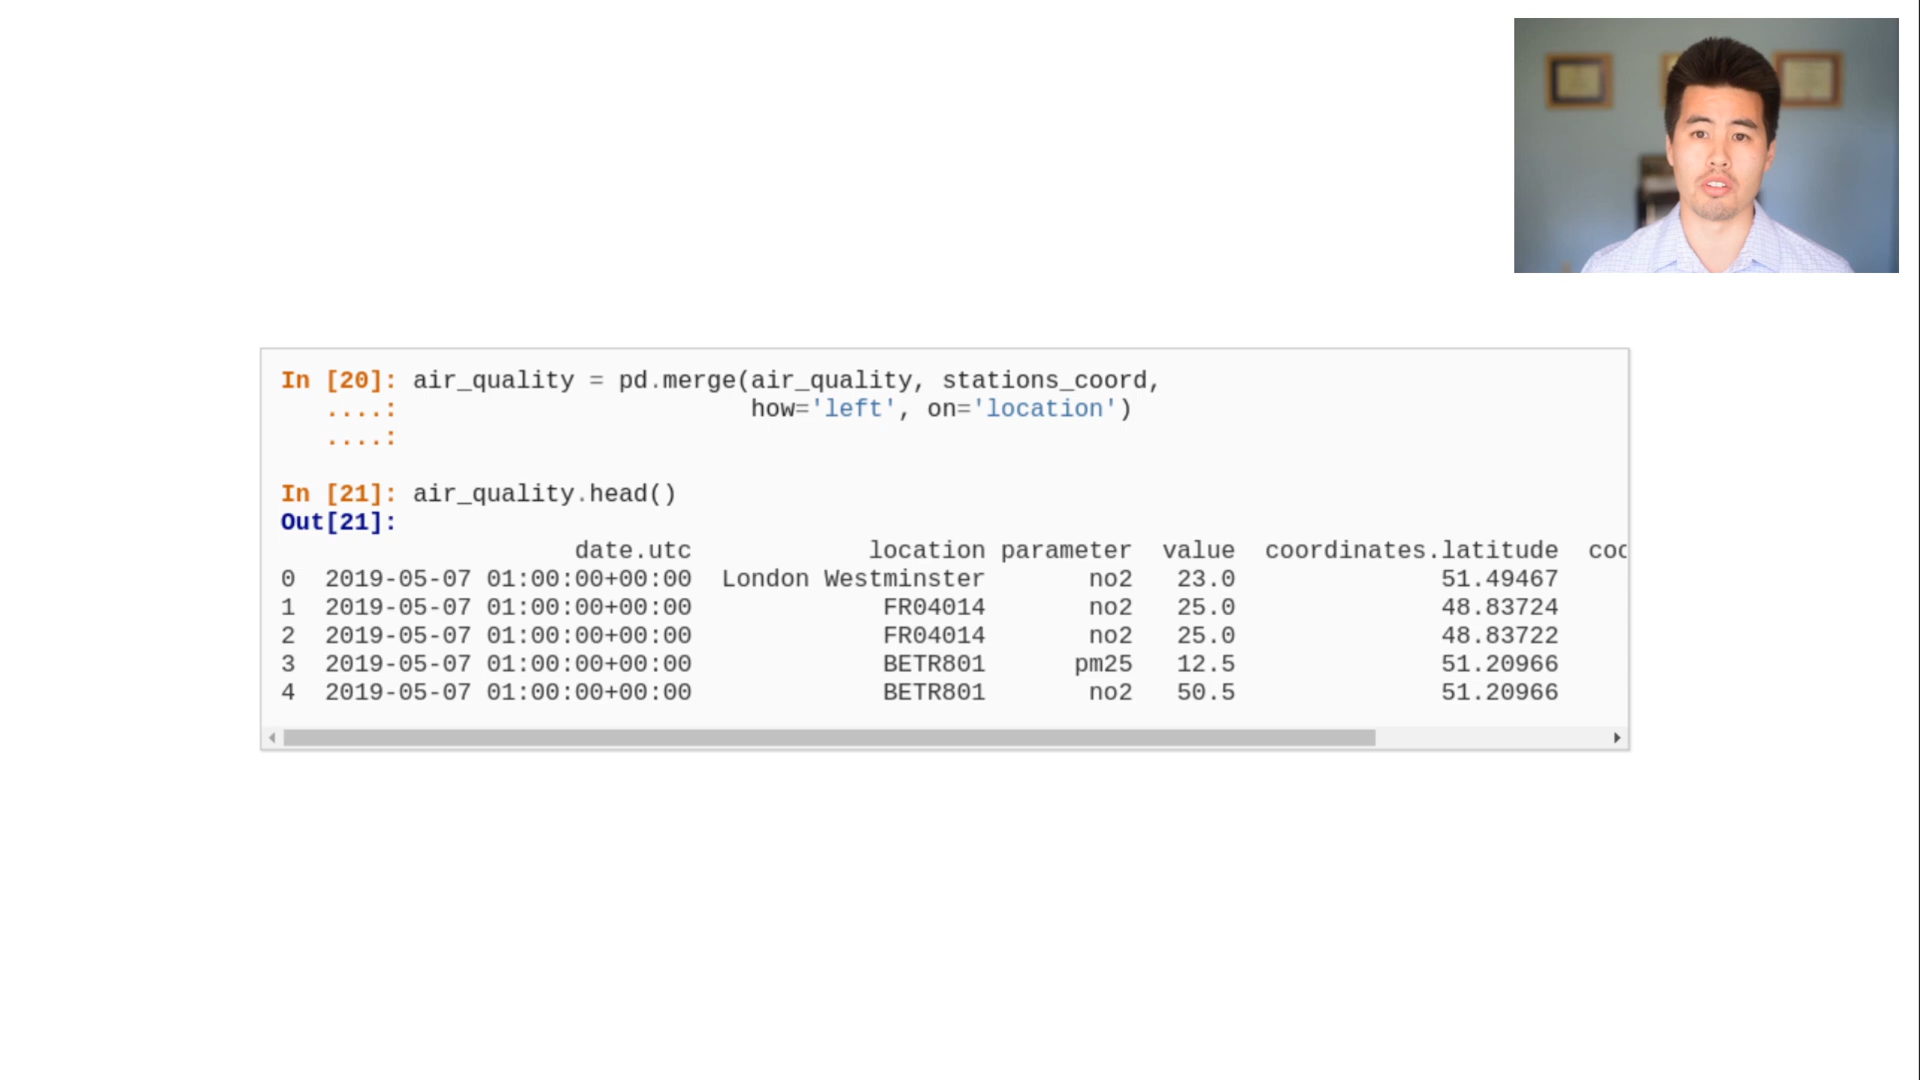 In [20]: air_quality = pd.merge(air_quality, stations_coord,
   ....:                        how='left', on='location')
   ....:
In [21]: air_quality.head()
Out[21]:
                 date.utc            location parameter  value  coordinates.latitude  coo
0  2019-05-07 01:00:00+00:00  London Westminster       no2   23.0              51.49467
1  2019-05-07 01:00:00+00:00             FR04014       no2   25.0              48.83724
2  2019-05-07 01:00:00+00:00             FR04014       no2   25.0              48.83722
3  2019-05-07 01:00:00+00:00             BETR801      pm25   12.5              51.20966
4  2019-05-07 01:00:00+00:00             BETR801       no2   50.5              51.20966